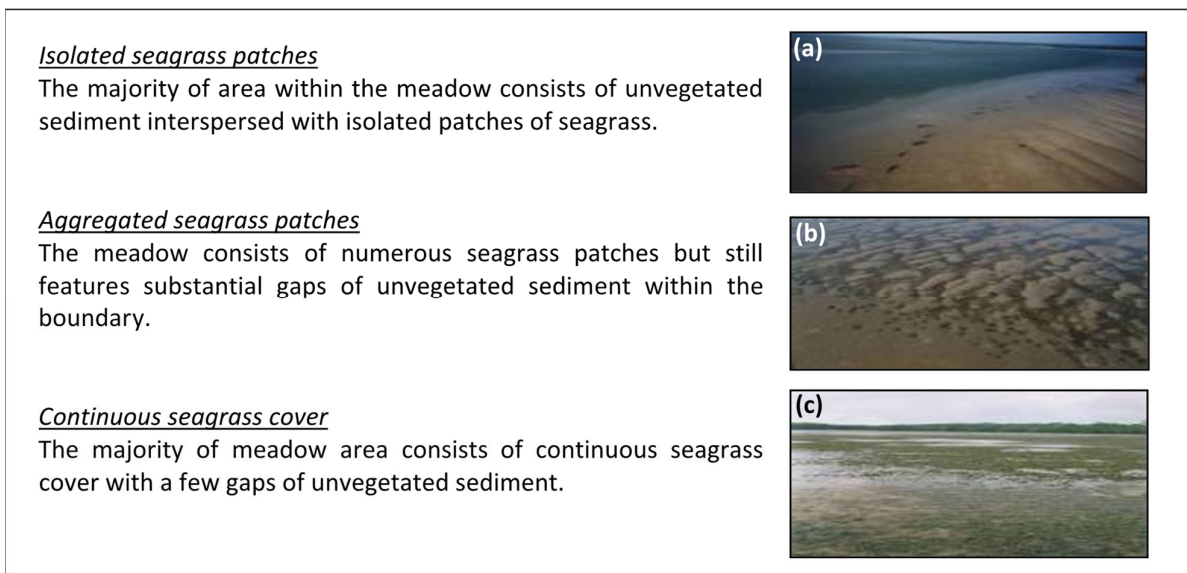 Isolated seagrass patches
(a)
The majority of area within the meadow consists of unvegetated
sediment interspersed with isolated patches of seagrass.
Aggregated seagrass patches
(b)
The meadow consists of numerous seagrass patches but still
features substantial gaps of unvegetated sediment within the
boundary.
Continuous seagrass cover
(c)
The majority of meadow area consists of continuous seagrass
cover with a few gaps of unvegetated sediment.